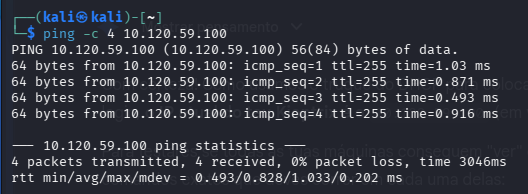 ┌──(kali㉿kali)-[~]
└─$ ping -c 4 10.120.59.100
PING 10.120.59.100 (10.120.59.100) 56(84) bytes of data.
64 bytes from 10.120.59.100: icmp_seq=1 ttl=255 time=1.03 ms
64 bytes from 10.120.59.100: icmp_seq=2 ttl=255 time=0.871 ms
64 bytes from 10.120.59.100: icmp_seq=3 ttl=255 time=0.493 ms
64 bytes from 10.120.59.100: icmp_seq=4 ttl=255 time=0.916 ms
--- 10.120.59.100 ping statistics ---
4 packets transmitted, 4 received, 0% packet loss, time 3046ms
rtt min/avg/max/mdev = 0.493/0.828/1.033/0.202 ms